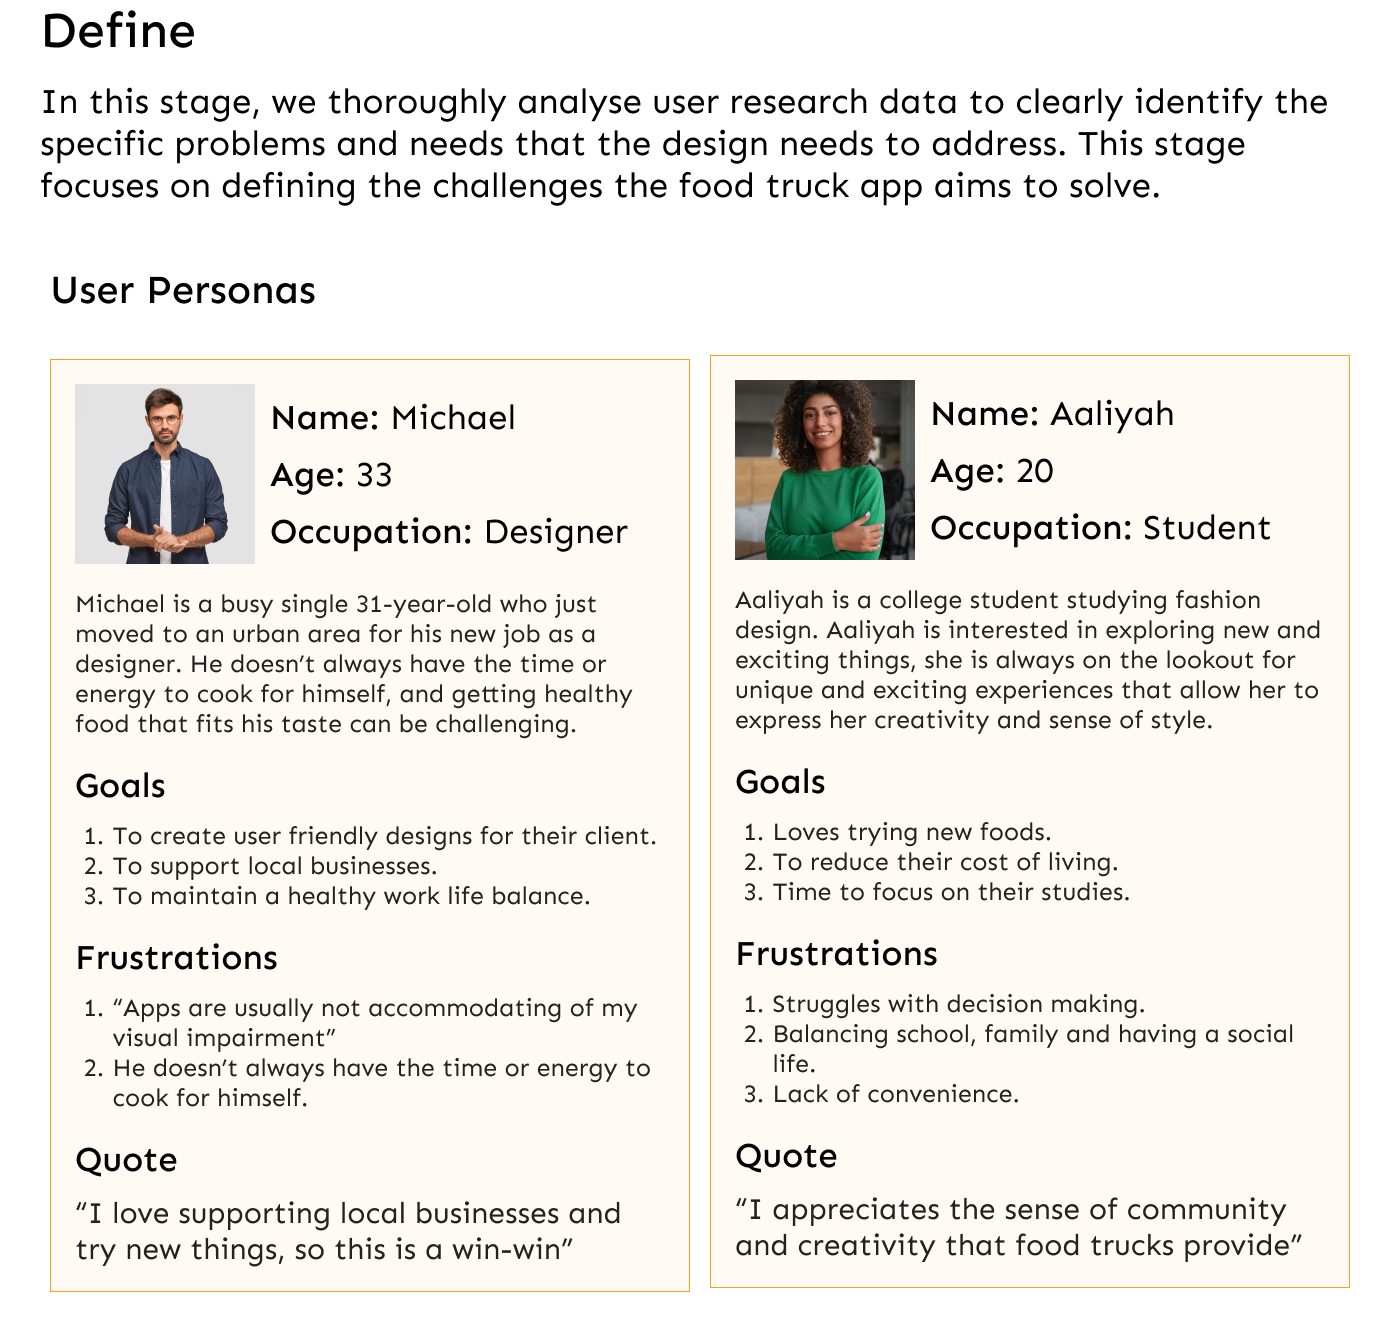 Define
In this stage, we thoroughly analyse user research data to clearly identify the
specific problems and needs that the design needs to address. This stage
focuses on defining the challenges the food truck app aims to solve.
User Personas
Name: Michael
Age: 33
Occupation: Designer
Michael is a busy single 31-year-old who just
moved to an urban area for his new job as a
designer. He doesn’t always have the time or
energy to cook for himself, and getting healthy
food that fits his taste can be challenging.
Goals
1. To create user friendly designs for their client.
2. To support local businesses.
3. To maintain a healthy work life balance.
Frustrations
1. “Apps are usually not accommodating of my
visual impairment”
2. He doesn’t always have the time or energy to
cook for himself.
Quote
“I love supporting local businesses and
try new things, so this is a win-win”
Name: Aaliyah
Age: 20
Occupation: Student
Aaliyah is a college student studying fashion
design. Aaliyah is interested in exploring new and
exciting things, she is always on the lookout for
unique and exciting experiences that allow her to
express her creativity and sense of style.
Goals
1. Loves trying new foods.
2. To reduce their cost of living.
3. Time to focus on their studies.
Frustrations
1. Struggles with decision making.
2. Balancing school, family and having a social
life.
3. Lack of convenience.
Quote
“I appreciates the sense of community
and creativity that food trucks provide”